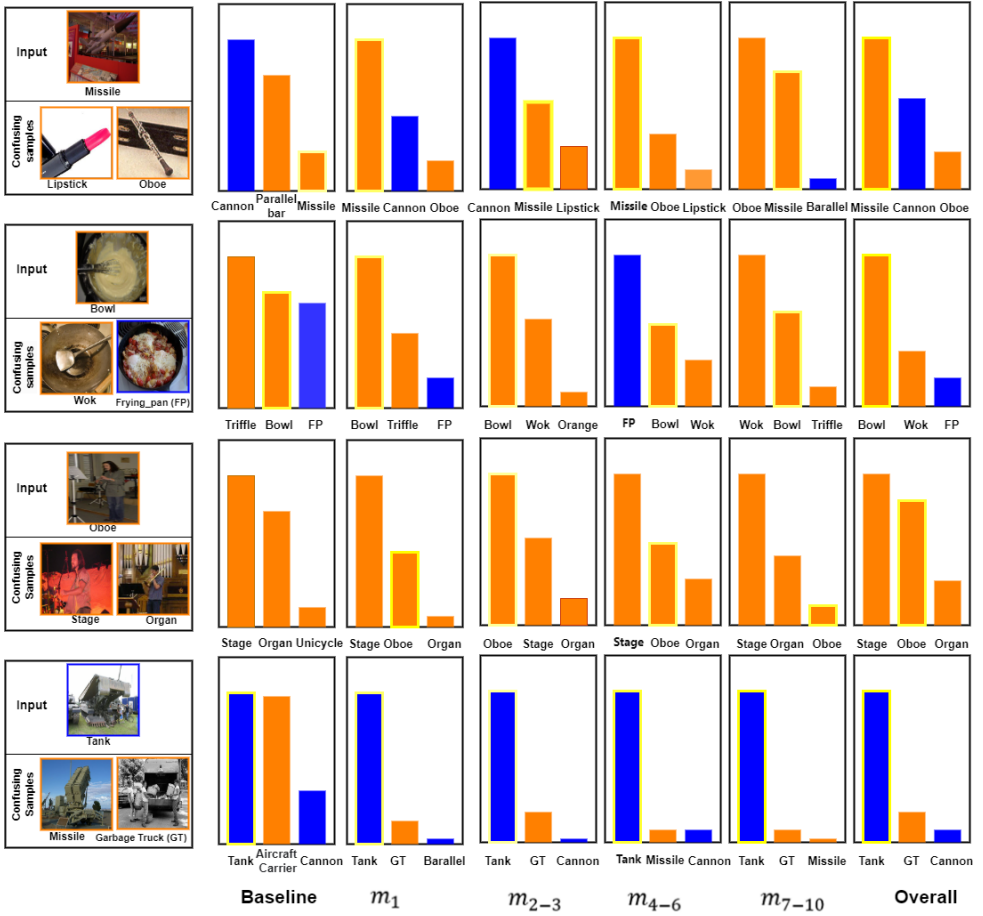 Input
Missile
Confusing samples
Lipstick Oboe
Cannon Parallel bar Missile
Missile Cannon Oboe
Cannon Missile Lipstick
Missile Oboe Lipstick
Oboe Missile Barallel
Missile Cannon Oboe
Input
Bowl
Confusing samples
Wok Frying_pan (FP)
Triffle Bowl FP
Bowl Triffle FP
Bowl Wok Orange
FP Bowl Wok
Wok Bowl Triffle
Bowl Wok FP
Input
Oboe
Confusing Samples
Stage Organ
Stage Organ Unicycle
Stage Oboe Organ
Oboe Stage Organ
Stage Oboe Organ
Stage Organ Oboe
Stage Oboe Organ
Input
Tank
Confusing Samples
Missile Garbage Truck (GT)
Tank Aircraft Carrier Cannon
Tank GT Barallel
Tank GT Cannon
Tank Missile Cannon
Tank GT Missile
Tank GT Cannon
Baseline m₁ m₂₋₃ m₄₋₆ m₇₋₁₀ Overall